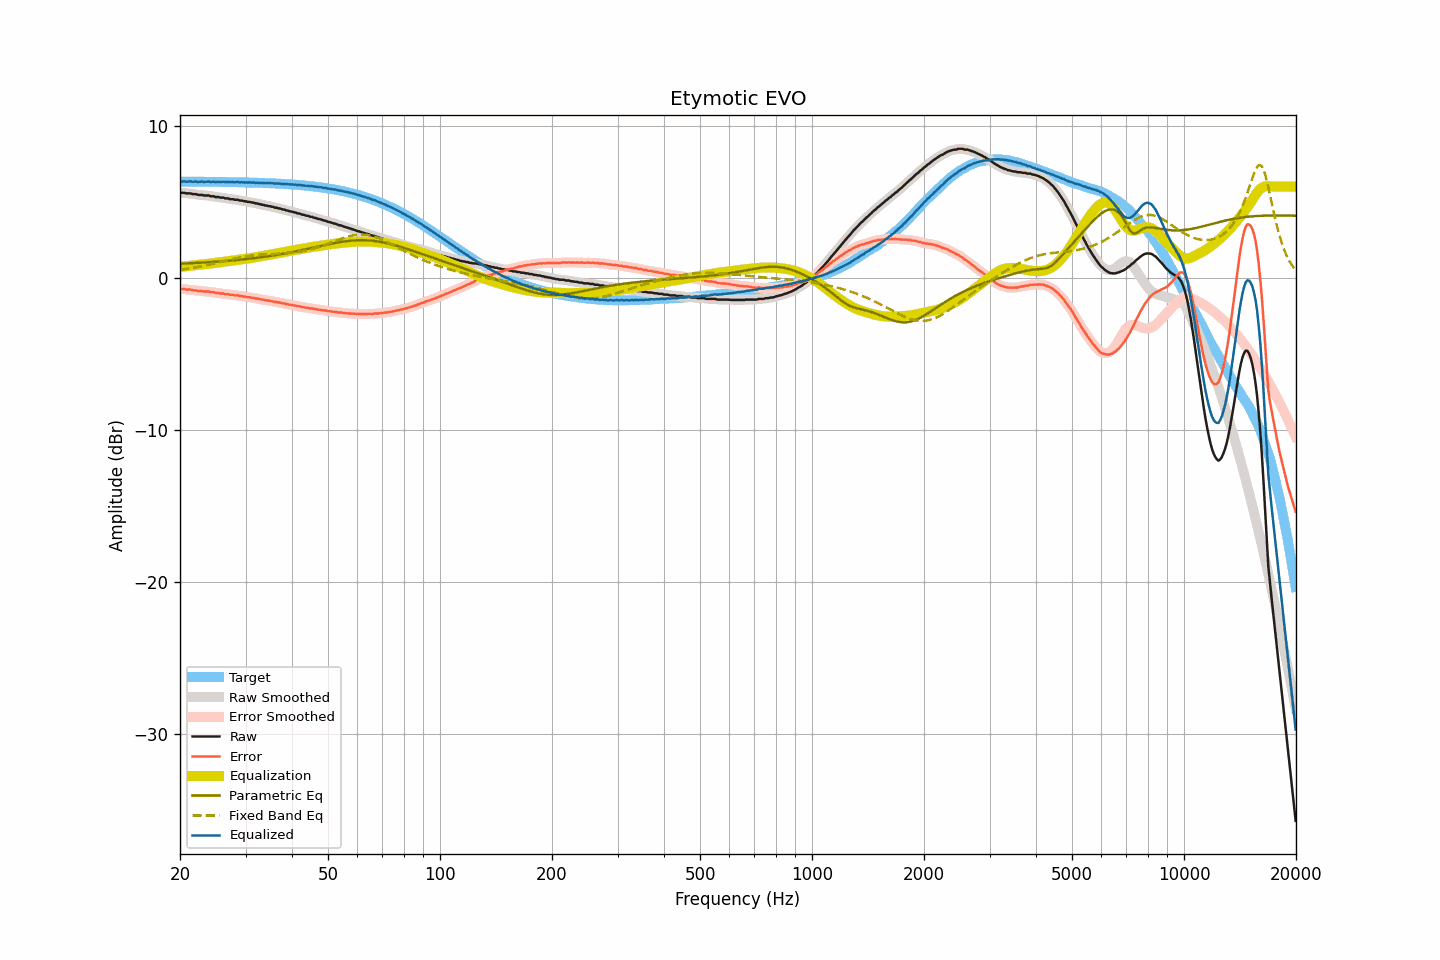 Etymotic EVO
10
0
−10
−20
−30
Amplitude (dBr)
Target
Raw Smoothed
Error Smoothed
Raw
Error
Equalization
Parametric Eq
Fixed Band Eq
Equalized
20 50 100 200 500 1000 2000 5000 10000 20000
Frequency (Hz)